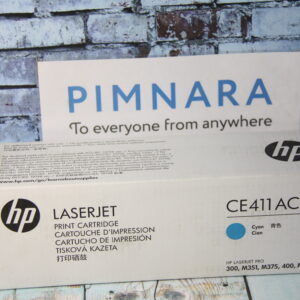 PIMNARA
To everyone from anywhere
hp
hp
LASERJET
PRINT CARTRIDGE
CARTOUCHE D'IMPRESSION
CARTUCHO DE IMPRESIÓN
TISKOVÁ KAZETA
打印硒鼓
CE411AC
Cyan 青色
Cian
HP LASERJET PRO
300, M351, M375, 400, M